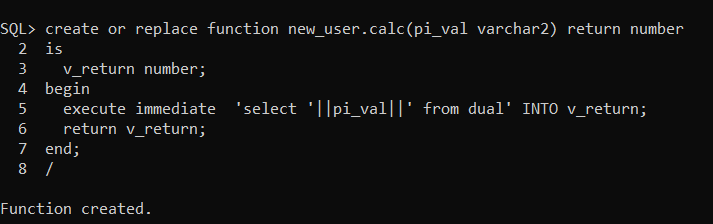 SQL> create or replace function new_user.calc(pi_val varchar2) return number
  2  is
  3    v_return number;
  4  begin
  5    execute immediate  'select '||pi_val||' from dual' INTO v_return;
  6    return v_return;
  7  end;
  8  /
Function created.